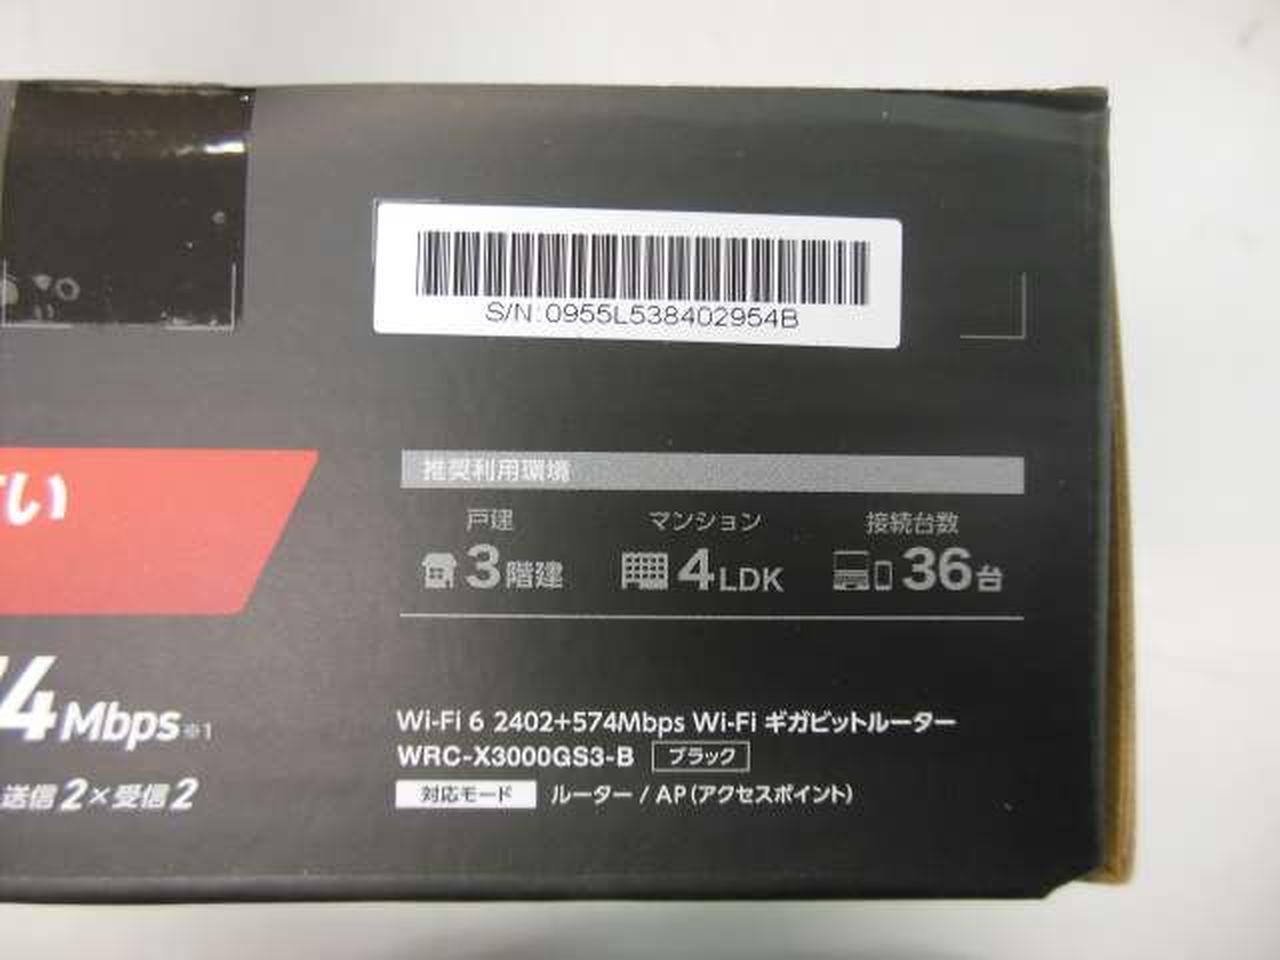 S/N:0955L538402954B
い
推奨利用環境
戸建
3階建
マンション
4LDK
接続台数
36台
4Mbps※1
送信2×受信2
Wi-Fi 6 2402+574Mbps Wi-Fi ギガビットルーター
WRC-X3000GS3-B ブラック
対応モード ルーター / AP(アクセスポイント)